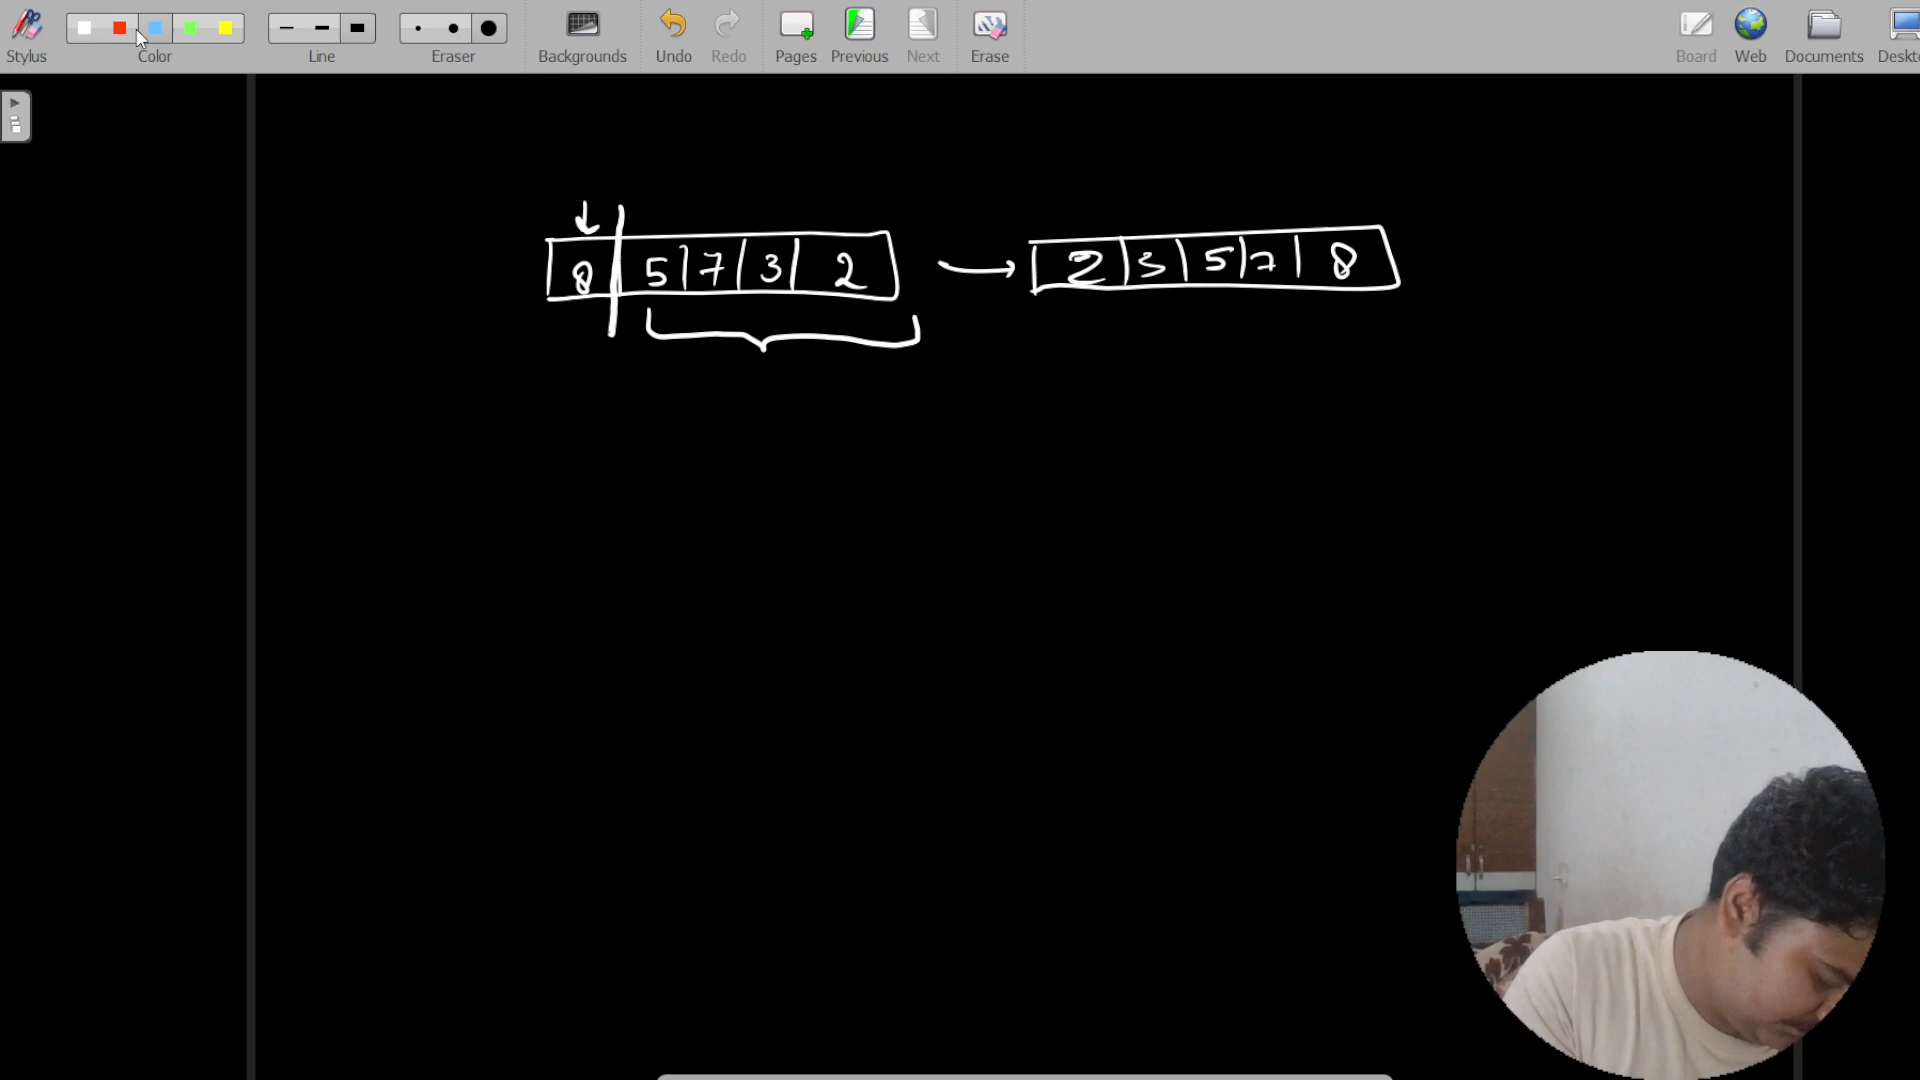 Stylus Color Line Eraser Backgrounds Undo Redo Pages Previous Next Erase Board Web Documents Deskto
8 5 7 3 2 → 2 3 5 7 8